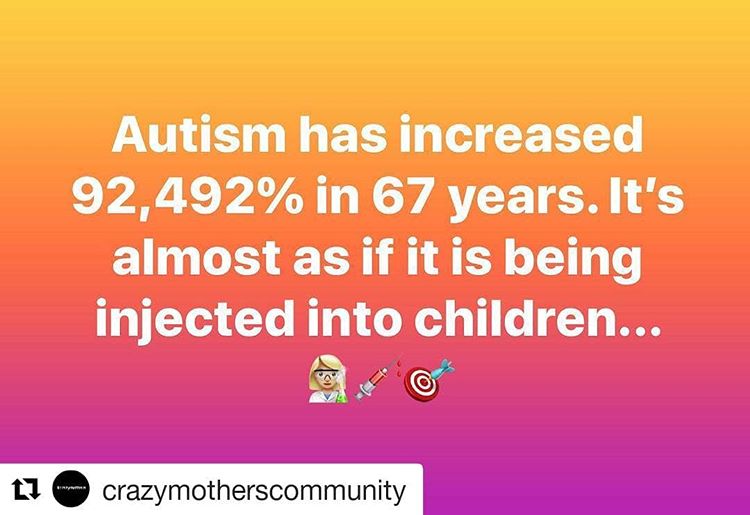 Autism has increased
92,492% in 67 years. It's
almost as if it is being
injected into children...
👩🏼‍🔬💉🎯
crazymotherscommunity